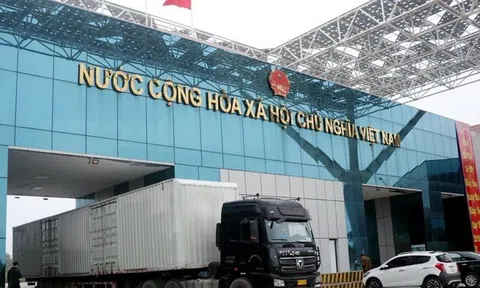 NƯỚC CỘNG HÒA XÃ HỘI CHỦ NGHĨA VIỆT NAM